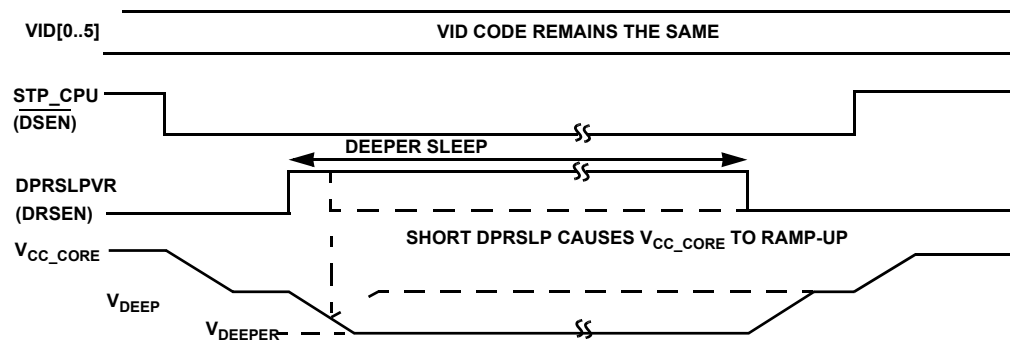 VID[0..5]
VID CODE REMAINS THE SAME
STP_CPU
(DSEN)
DEEPER SLEEP
DPRSLPVR
(DRSEN)
SHORT DPRSLP CAUSES VCC_CORE TO RAMP-UP
VCC_CORE
VDEEP
VDEEPER